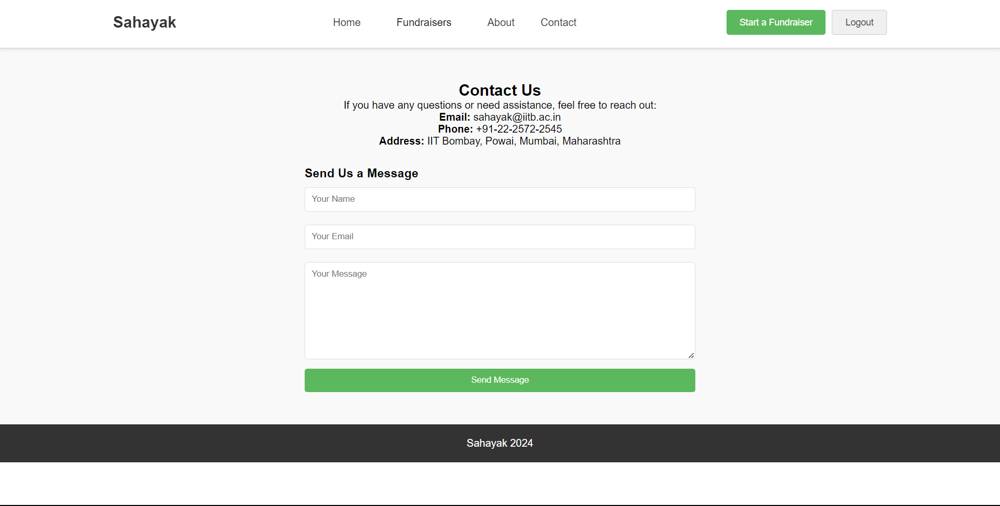 Sahayak
Home Fundraisers About Contact
Start a Fundraiser Logout
Contact Us
If you have any questions or need assistance, feel free to reach out:
Email: sahayak@iitb.ac.in
Phone: +91-22-2572-2545
Address: IIT Bombay, Powai, Mumbai, Maharashtra
Send Us a Message
Your Name
Your Email
Your Message
Send Message
Sahayak 2024